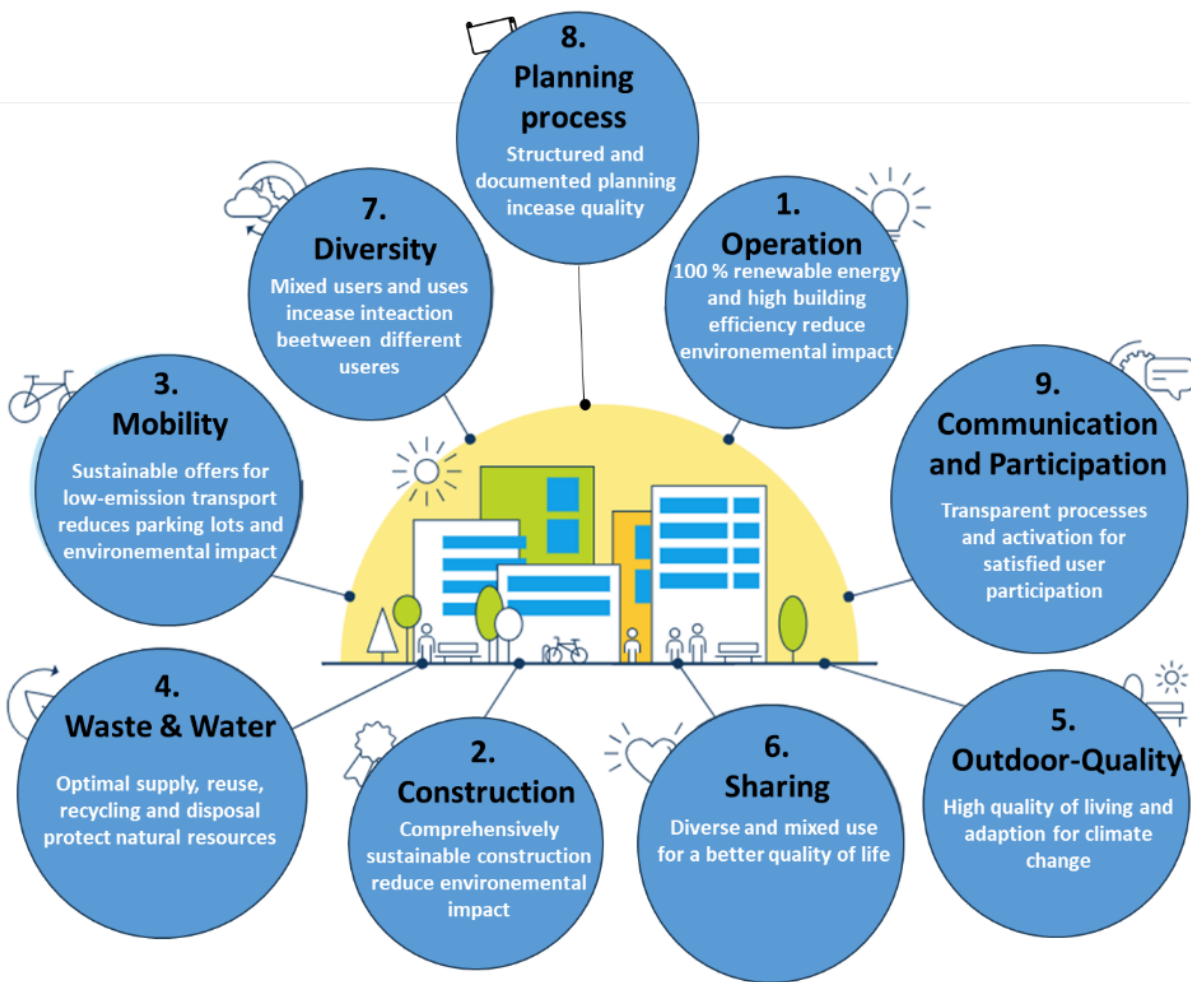 8.
Planning
process
Structured and
documented planning
incease quality
7.
Diversity
Mixed users and uses
incease inteaction
beetween different
useres
1.
Operation
100 % renewable energy
and high building
efficiency reduce
environemental impact
3.
Mobility
Sustainable offers for
low-emission transport
reduces parking lots and
environemental impact
9.
Communication
and Participation
Transparent processes
and activation for
satisfied user
participation
4.
Waste & Water
Optimal supply, reuse,
recycling and disposal
protect natural resources
2.
Construction
Comprehensively
sustainable construction
reduce environemental
impact
6.
Sharing
Diverse and mixed use
for a better quality of life
5.
Outdoor-Quality
High quality of living and
adaption for climate
change